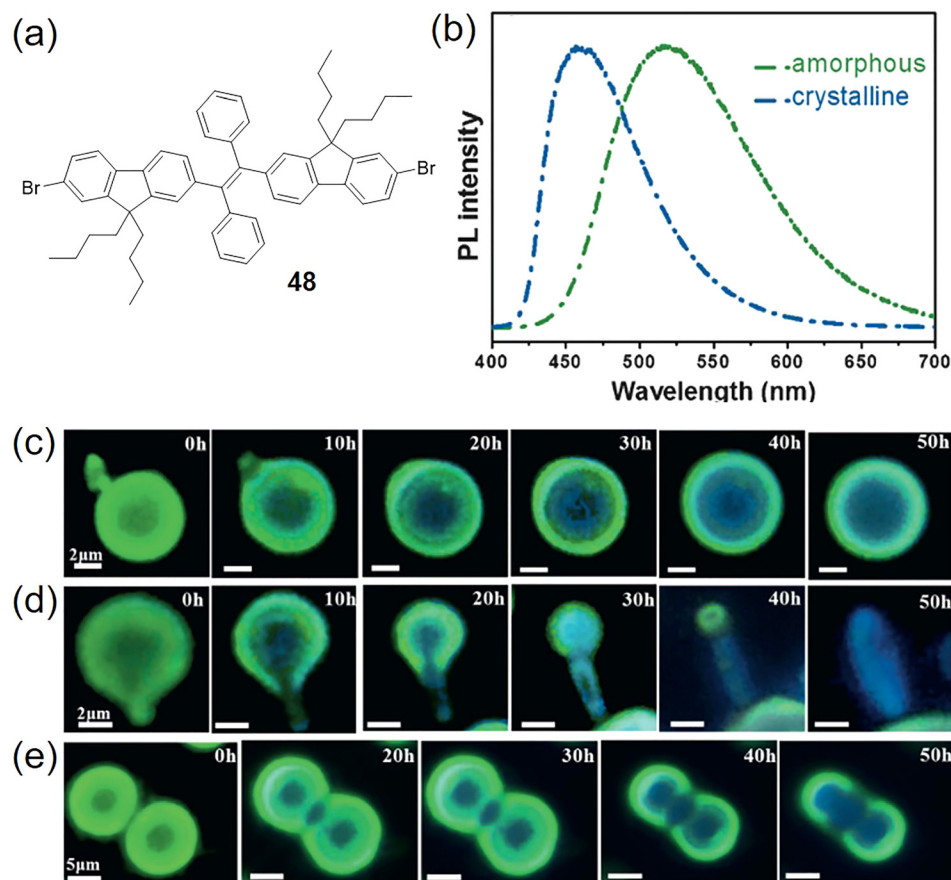 (a)
Br
Br
48
(b)
PL intensity
amorphous
crystalline
400 450 500 550 600 650 700
Wavelength (nm)
(c)
0h 10h 20h 30h 40h 50h
2μm
(d)
0h 10h 20h 30h 40h 50h
2μm
(e)
0h 20h 30h 40h 50h
5μm